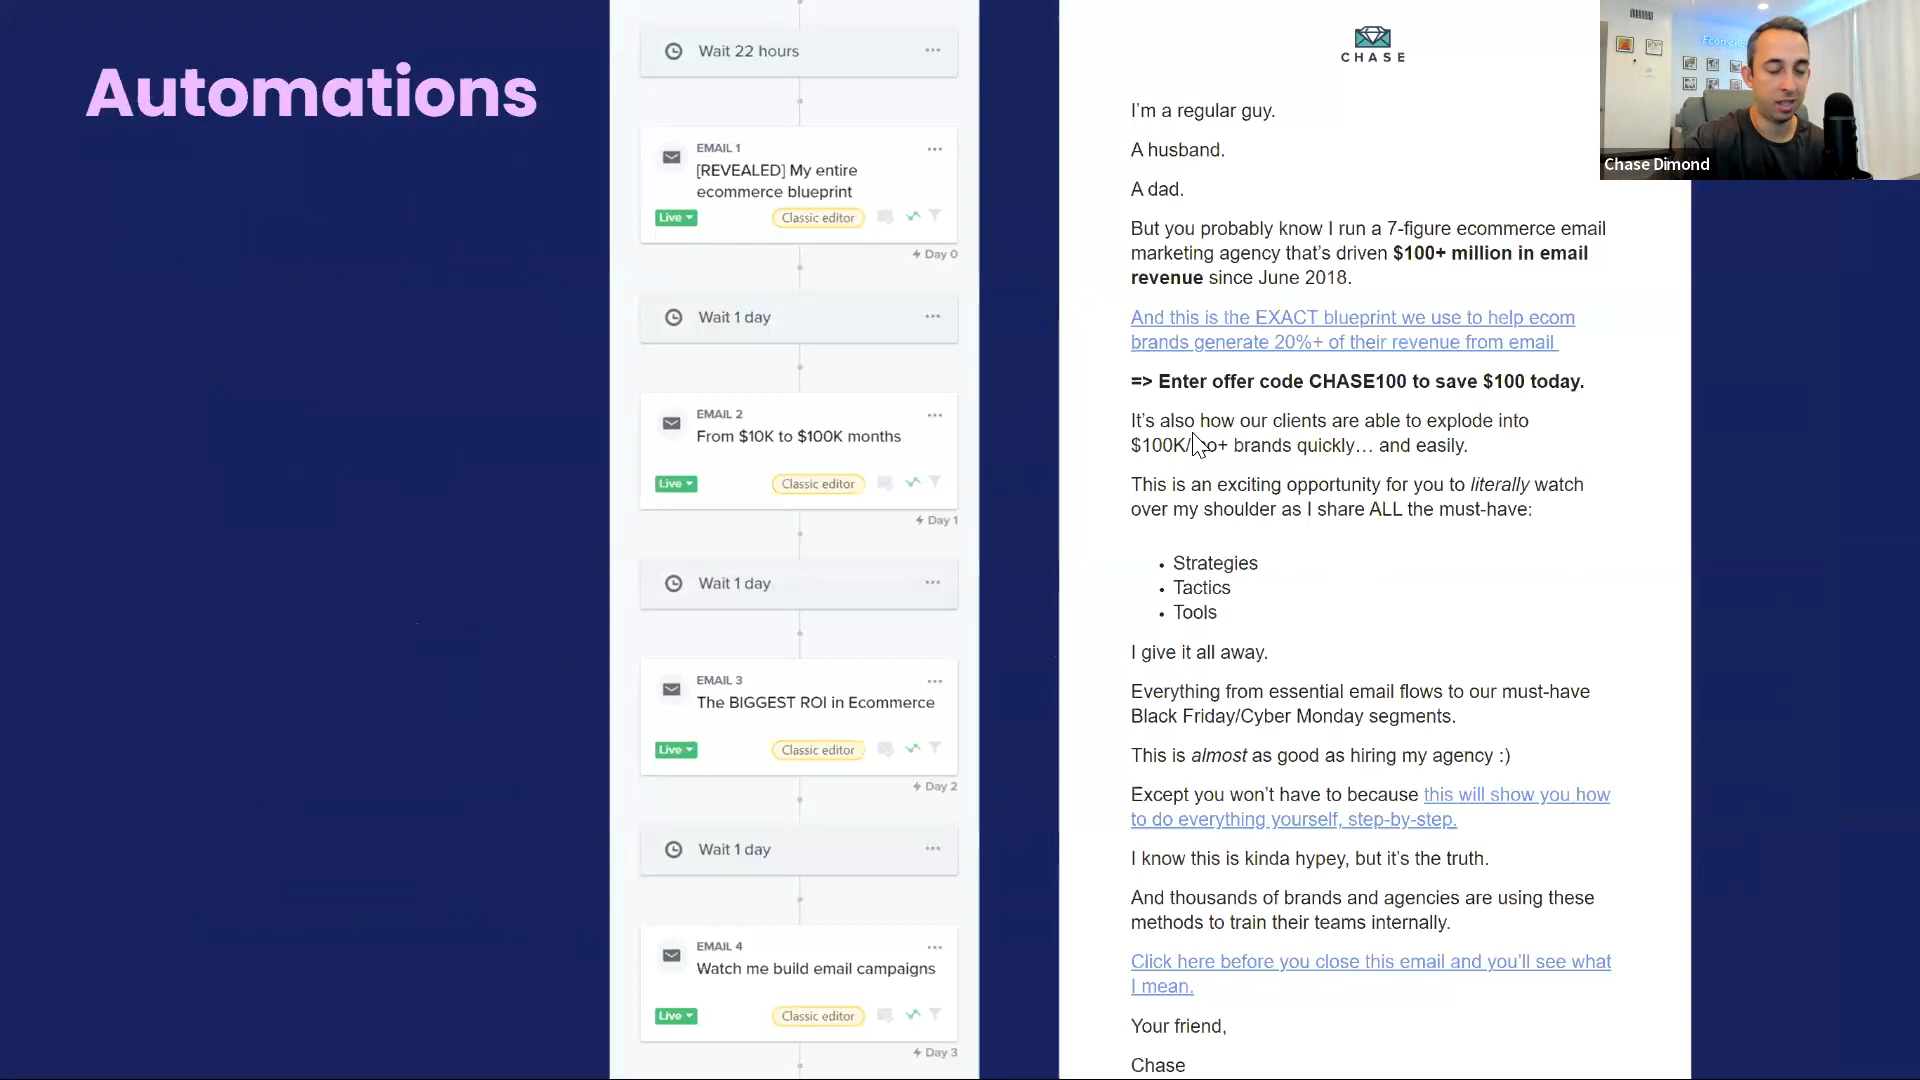 Automations
Wait 22 hours
EMAIL 1
[REVEALED] My entire
ecommerce blueprint
Live
Classic editor
Day 0
Wait 1 day
EMAIL 2
From $10K to $100K months
Live
Classic editor
Day 1
Wait 1 day
EMAIL 3
The BIGGEST ROI in Ecommerce
Live
Classic editor
Day 2
Wait 1 day
EMAIL 4
Watch me build email campaigns
Live
Classic editor
Day 3
CHASE
I'm a regular guy.
A husband.
A dad.
But you probably know I run a 7-figure ecommerce email
marketing agency that's driven $100+ million in email
revenue since June 2018.
And this is the EXACT blueprint we use to help ecom
brands generate 20%+ of their revenue from email
=> Enter offer code CHASE100 to save $100 today.
It's also how our clients are able to explode into
$100K/ o+ brands quickly… and easily.
This is an exciting opportunity for you to literally watch
over my shoulder as I share ALL the must-have:
• Strategies
• Tactics
• Tools
I give it all away.
Everything from essential email flows to our must-have
Black Friday/Cyber Monday segments.
This is almost as good as hiring my agency :)
Except you won't have to because this will show you how
to do everything yourself, step-by-step.
I know this is kinda hypey, but it's the truth.
And thousands of brands and agencies are using these
methods to train their teams internally.
Click here before you close this email and you'll see what
I mean.
Your friend,
Chase
Chase Dimond